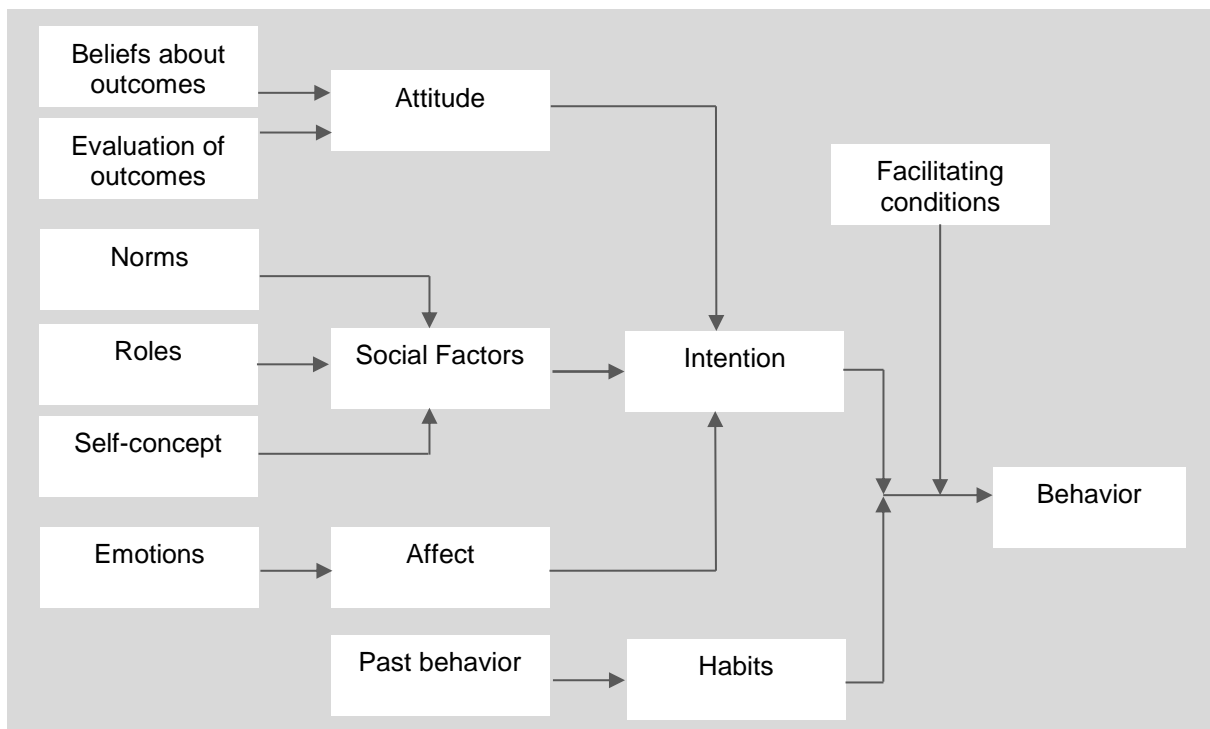 Beliefs about
outcomes
Attitude
Evaluation of
outcomes
Facilitating
conditions
Norms
Roles
Social Factors
Intention
Self-concept
Behavior
Emotions
Affect
Past behavior
Habits